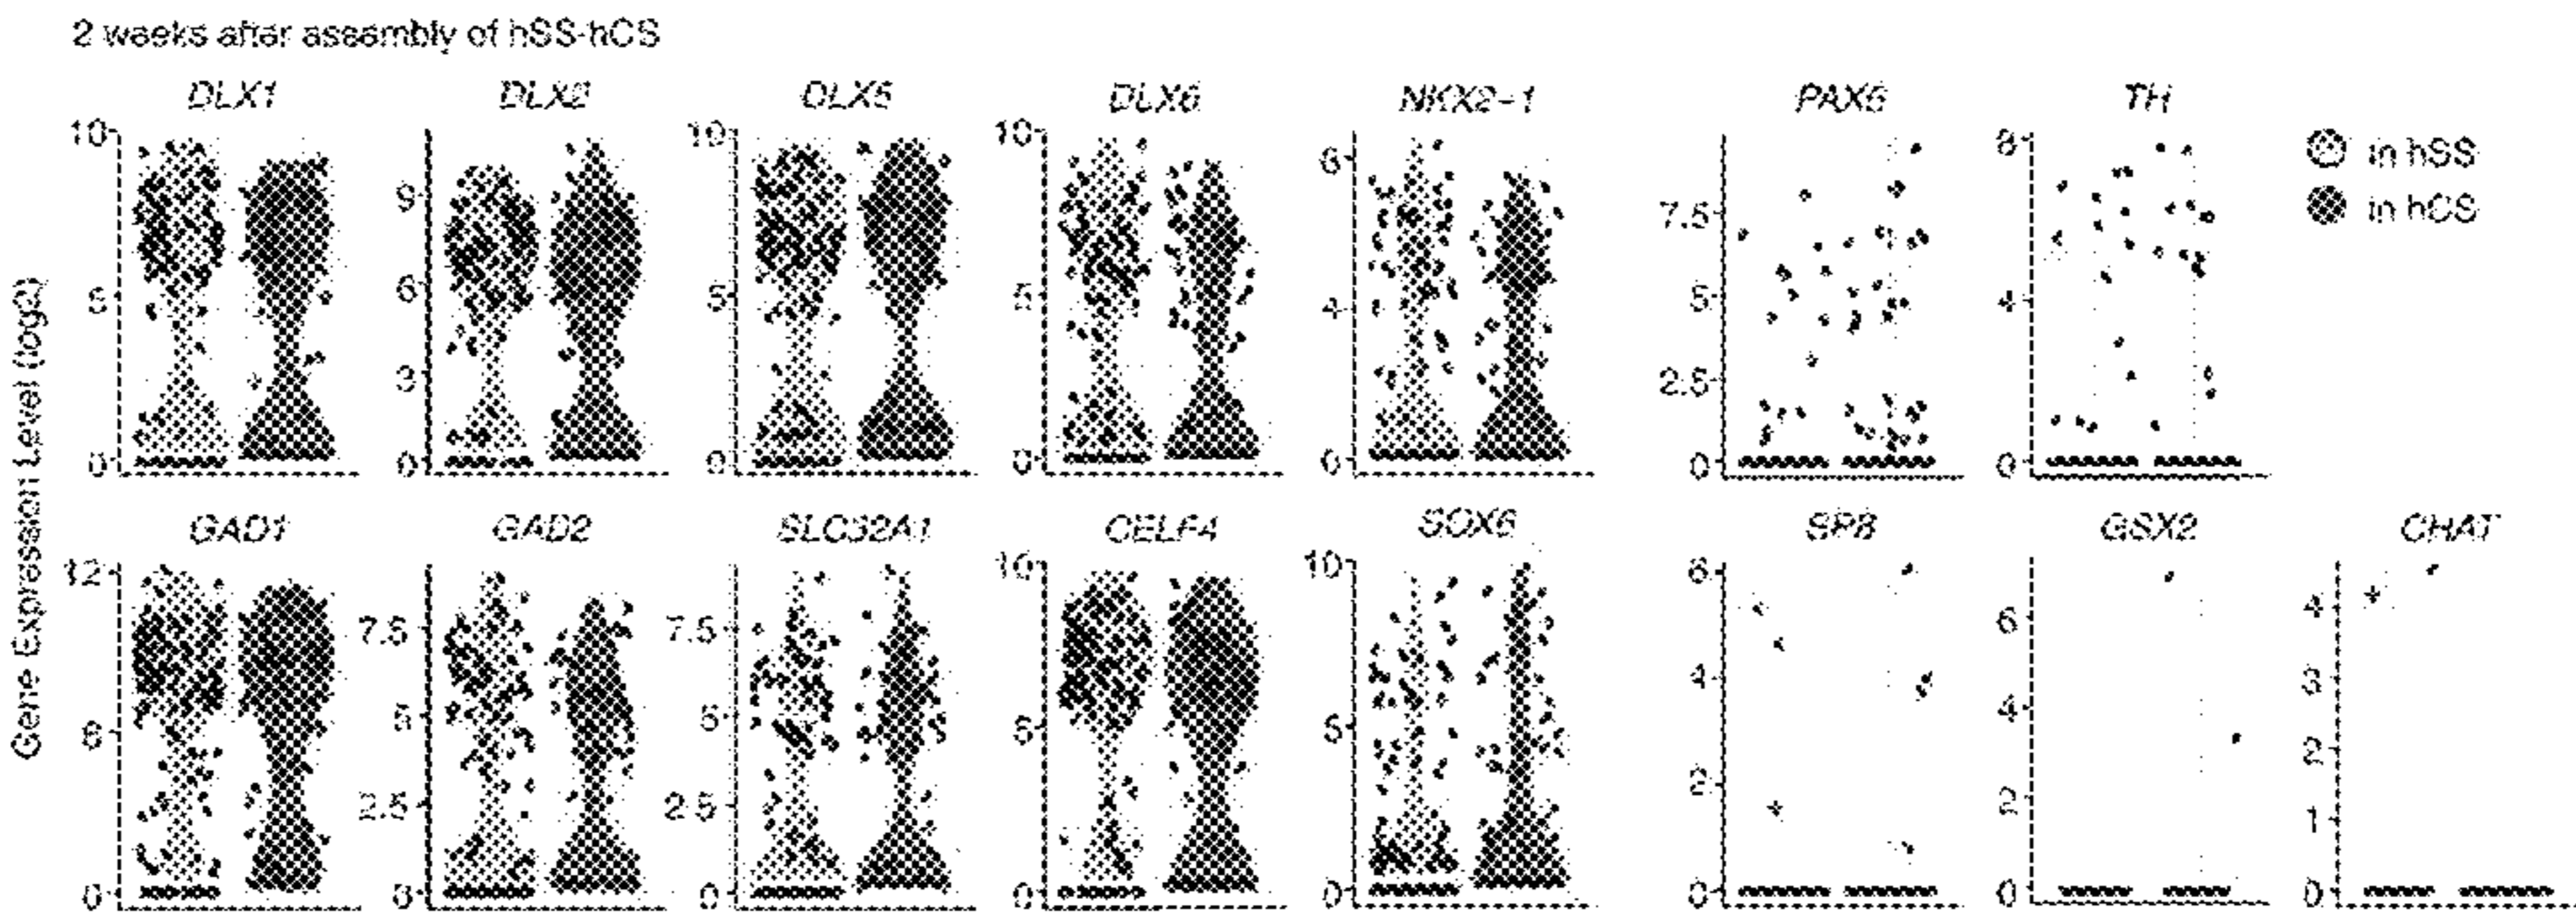 2 weeks after assembly of hSS-hCS
DLX1 DLX2 DLX5 DLX6 NKX2-1 PAX6 TH
10 5 0
9 6 3 0
10 5 0
10 5 0
6 4 0
7.5 5 2.5 0
8 4 0
in hSS
in hCS
Gene Expression Level (log2)
GAD1 GAD2 SLC32A1 CELF4 SOX6 SP8 GSX2 CHAT
12 6 0
7.5 5 2.5 0
7.5 5 2.5 0
10 5 0
10 5 0
6 4 2 0
6 4 2 0
4 3 2 1 0